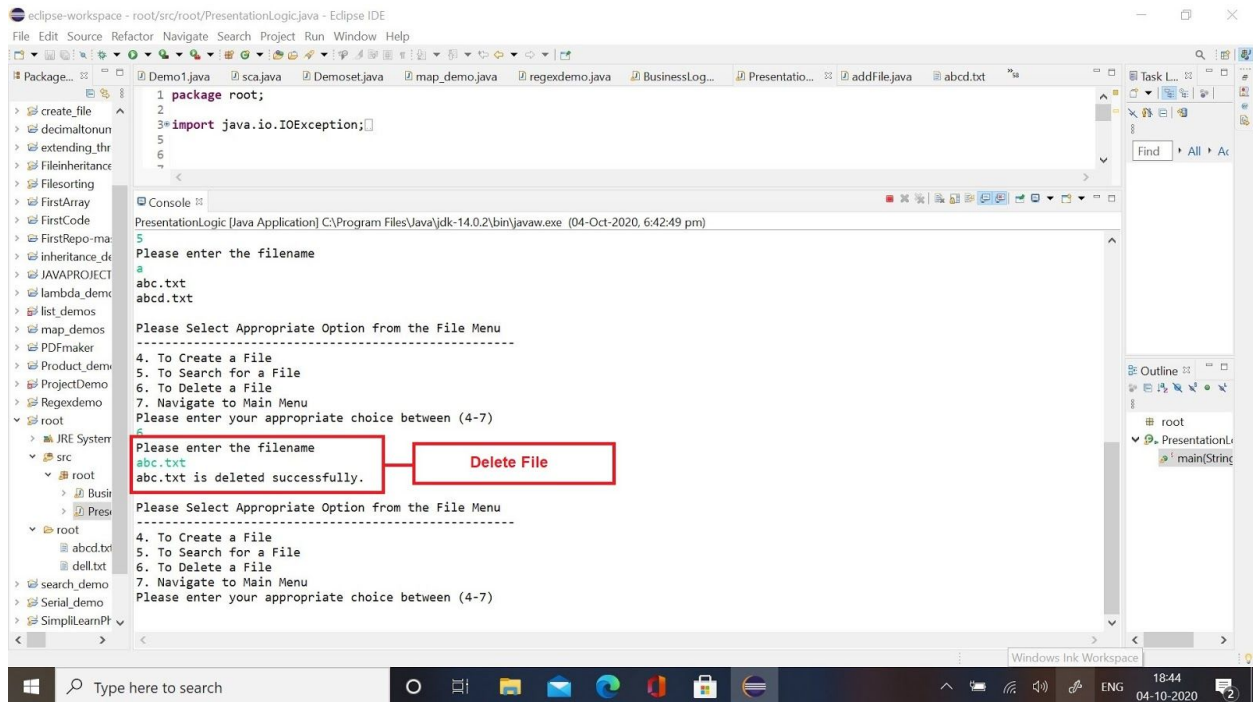 eclipse-workspace - root/src/root/PresentationLogic.java - Eclipse IDE
File Edit Source Refactor Navigate Search Project Run Window Help
Package...
Demo1.java sca.java Demoset.java map_demo.java regexdemo.java BusinessLog... Presentatio... addFile.java abcd.txt
Task L...
1 package root;
2
3 import java.io.IOException;
5
6
7
Find All Ac
create_file
decimaltonum
extending_thr
Fileinheritance
Filesorting
FirstArray
FirstCode
FirstRepo-ma
inheritance_de
JAVAPROJECT
lambda_demo
list_demos
map_demos
PDFmaker
Product_demo
ProjectDemo
Regexdemo
root
JRE System
src
root
Busin
Prese
root
abcd.txt
dell.txt
search_demo
Serial_demo
SimpliLearnPh
Console
PresentationLogic [Java Application] C:\Program Files\Java\jdk-14.0.2\bin\javaw.exe (04-Oct-2020, 6:42:49 pm)
5
Please enter the filename
a
abc.txt
abcd.txt
Please Select Appropriate Option from the File Menu
---------------------------------------------------
4. To Create a File
5. To Search for a File
6. To Delete a File
7. Navigate to Main Menu
Please enter your appropriate choice between (4-7)
6
Please enter the filename
abc.txt
abc.txt is deleted successfully.
Delete File
Please Select Appropriate Option from the File Menu
---------------------------------------------------
4. To Create a File
5. To Search for a File
6. To Delete a File
7. Navigate to Main Menu
Please enter your appropriate choice between (4-7)
Outline
root
PresentationLo
main(String
Windows Ink Workspace
Type here to search
ENG
18:44
04-10-2020
2